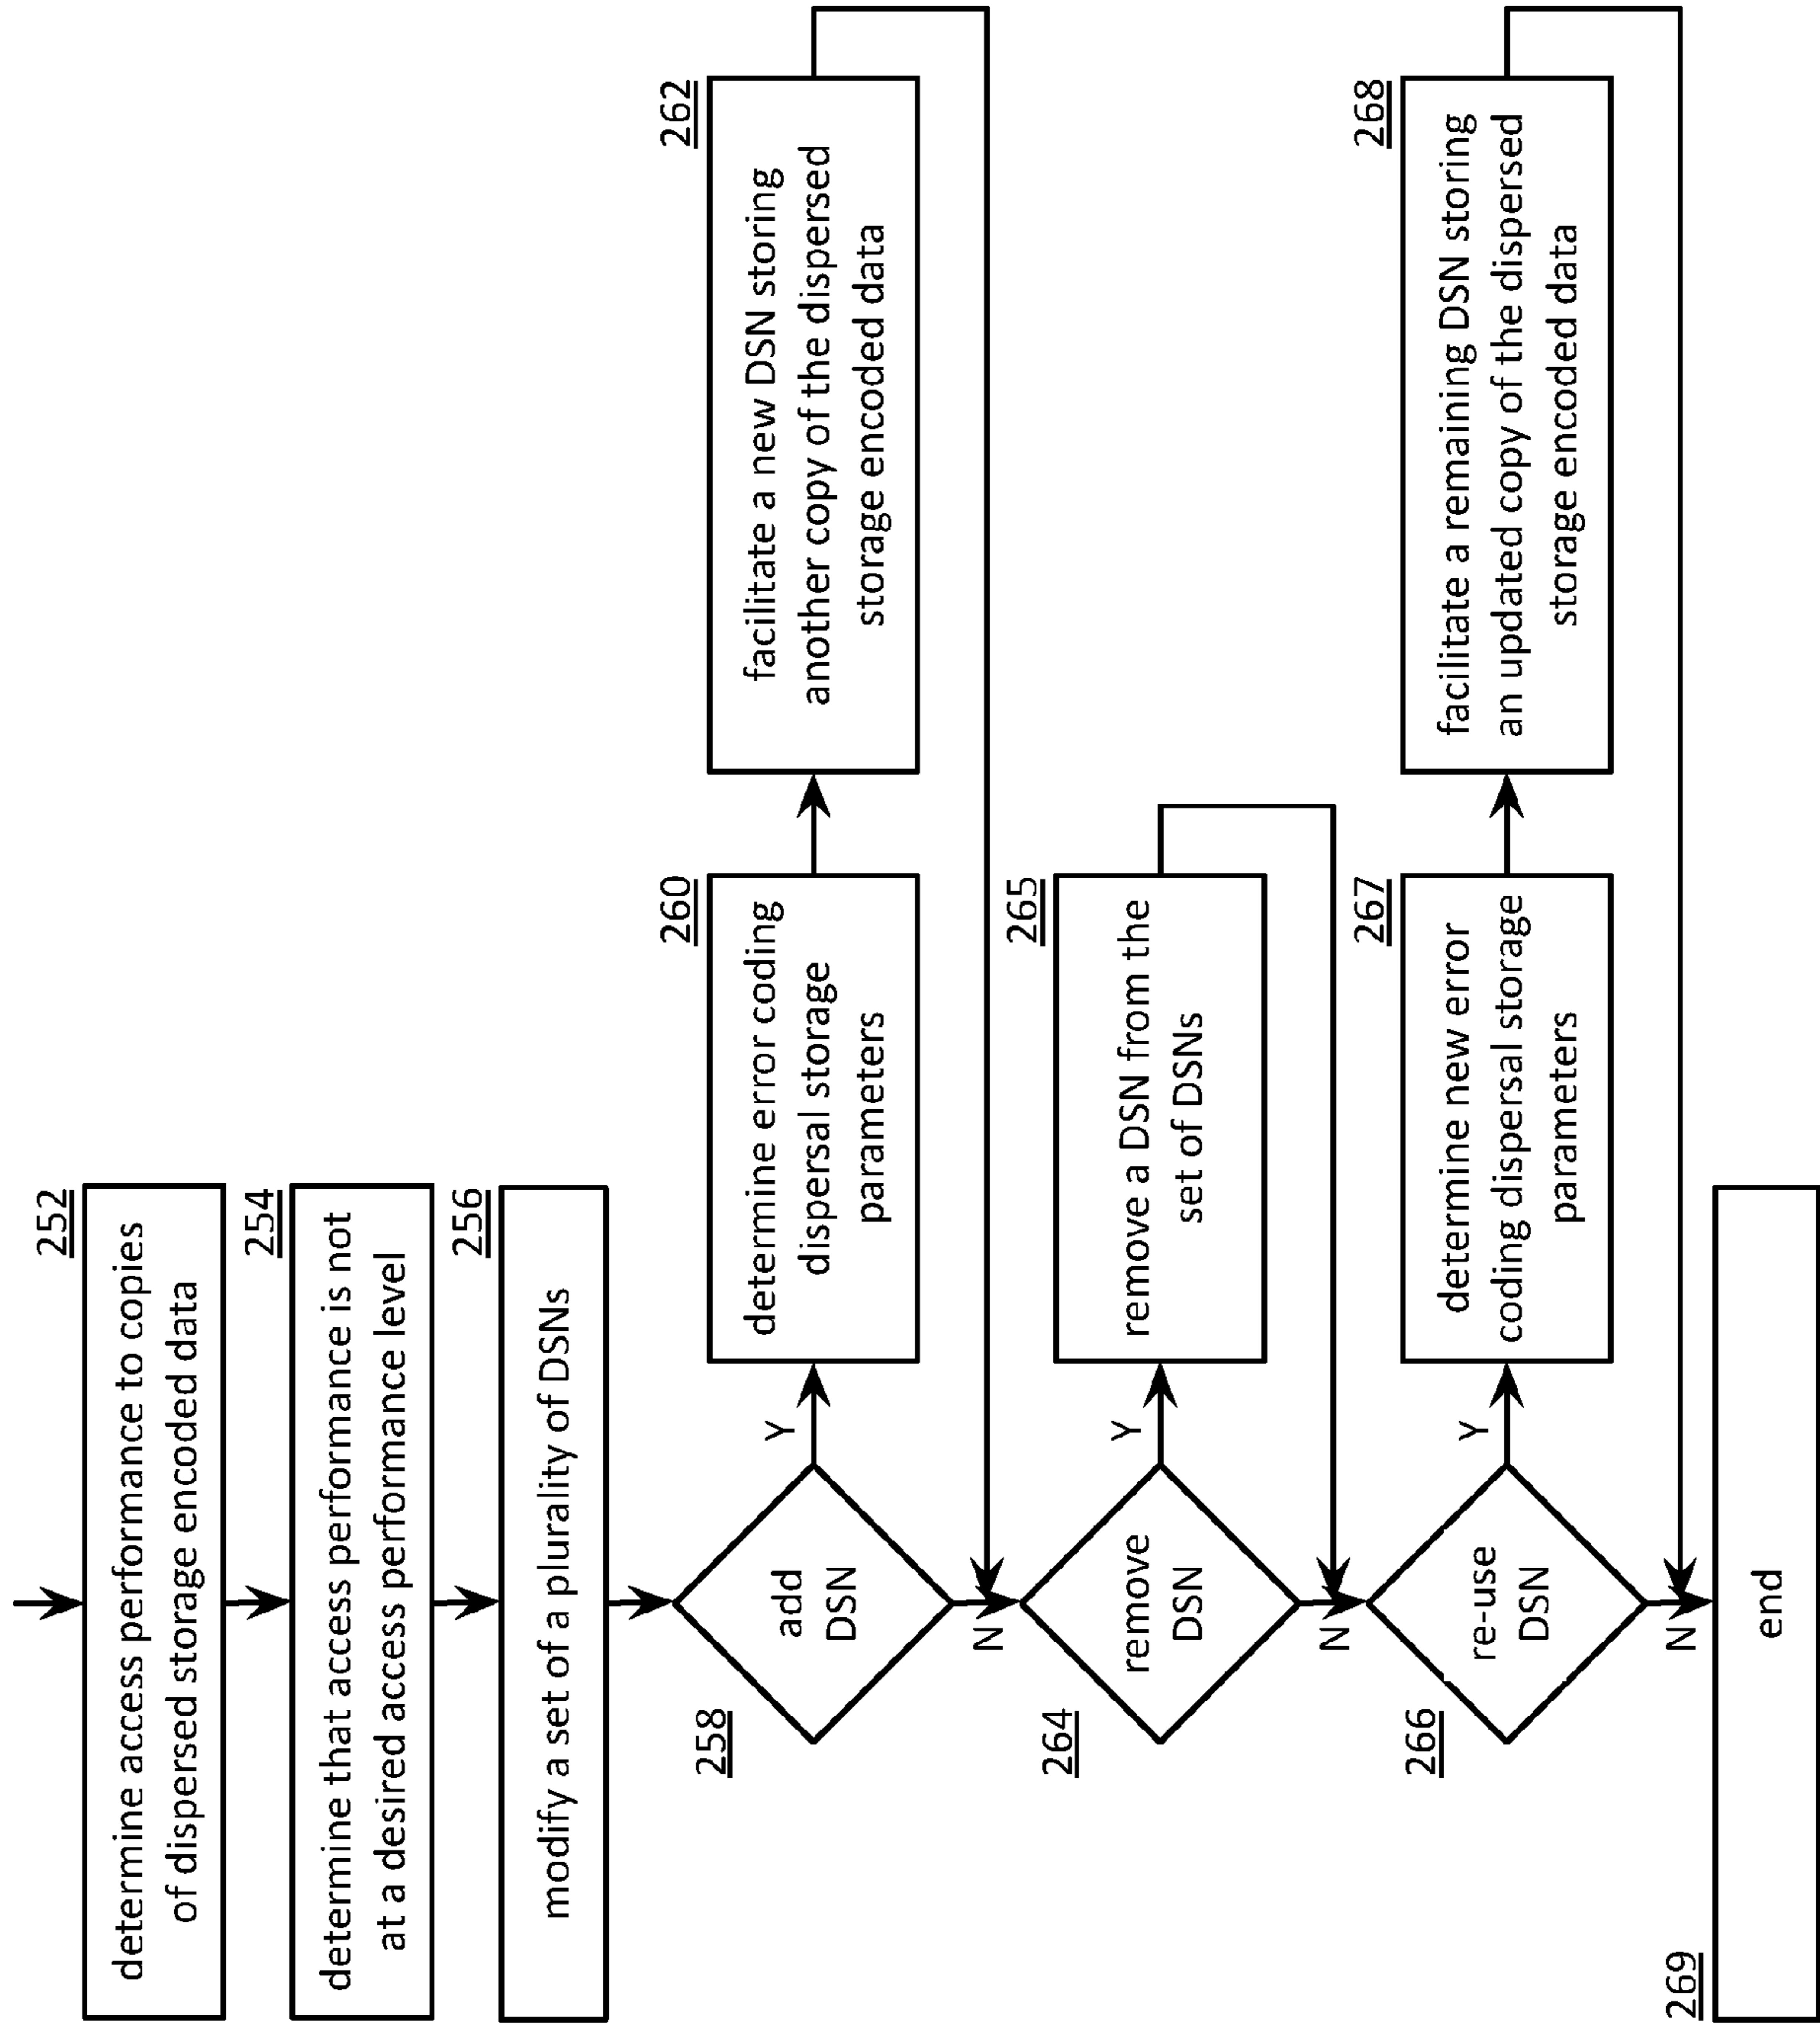 252
determine access performance to copies
of dispersed storage encoded data
254
determine that access performance is not
at a desired access performance level
256
modify a set of a plurality of DSNs
258
add
DSN
Y
N
260
determine error coding
dispersal storage
parameters
262
facilitate a new DSN storing
another copy of the dispersed
storage encoded data
264
remove
DSN
Y
N
265
remove a DSN from the
set of DSNs
266
re-use
DSN
Y
N
267
determine new error
coding dispersal storage
parameters
268
facilitate a remaining DSN storing
an updated copy of the dispersed
storage encoded data
269
end